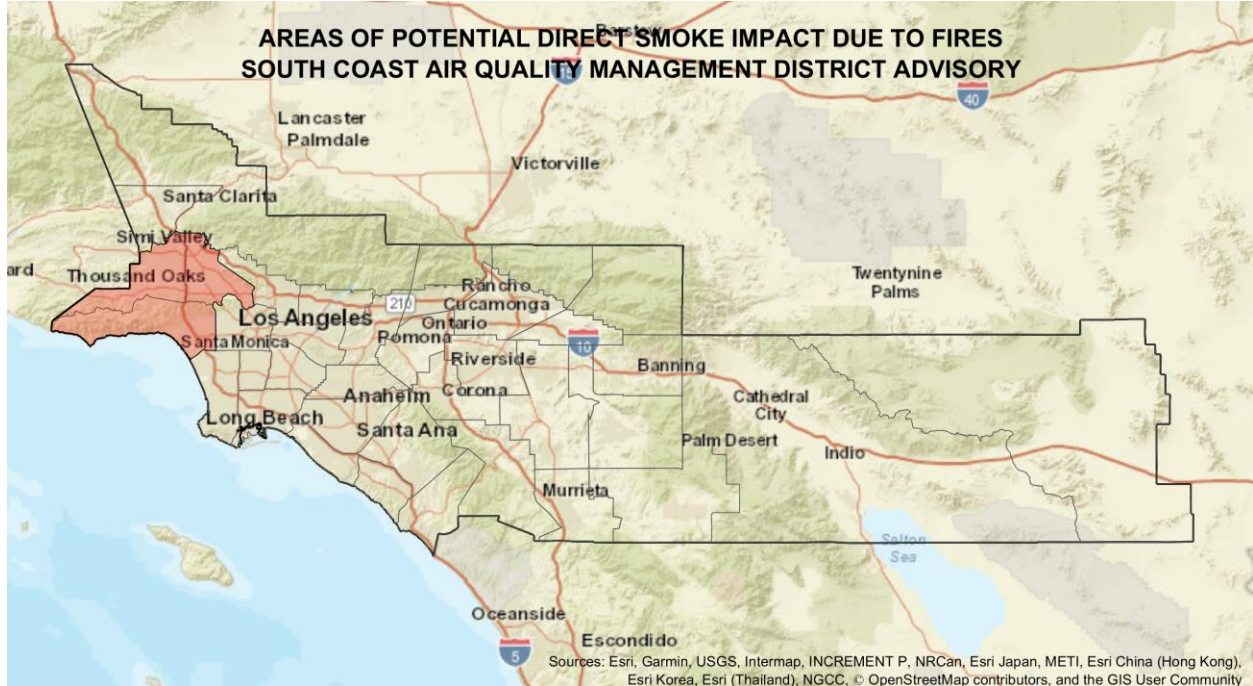 AREAS OF POTENTIAL DIRECT SMOKE IMPACT DUE TO FIRES
SOUTH COAST AIR QUALITY MANAGEMENT DISTRICT ADVISORY
Barstow
15
40
Lancaster
Palmdale
Victorville
Santa Clarita
Simi Valley
ard
Thousand Oaks
Twentynine
Palms
Rancho
Cucamonga
210
Los Angeles
Ontario
Pomona
Santa Monica
10
Riverside
Banning
Anaheim
Corona
Cathedral
City
Long Beach
Santa Ana
Palm Desert
Indio
Murrieta
Salton
Sea
Oceanside
Escondido
5
Sources: Esri, Garmin, USGS, Intermap, INCREMENT P, NRCan, Esri Japan, METI, Esri China (Hong Kong),
Esri Korea, Esri (Thailand), NGCC, © OpenStreetMap contributors, and the GIS User Community